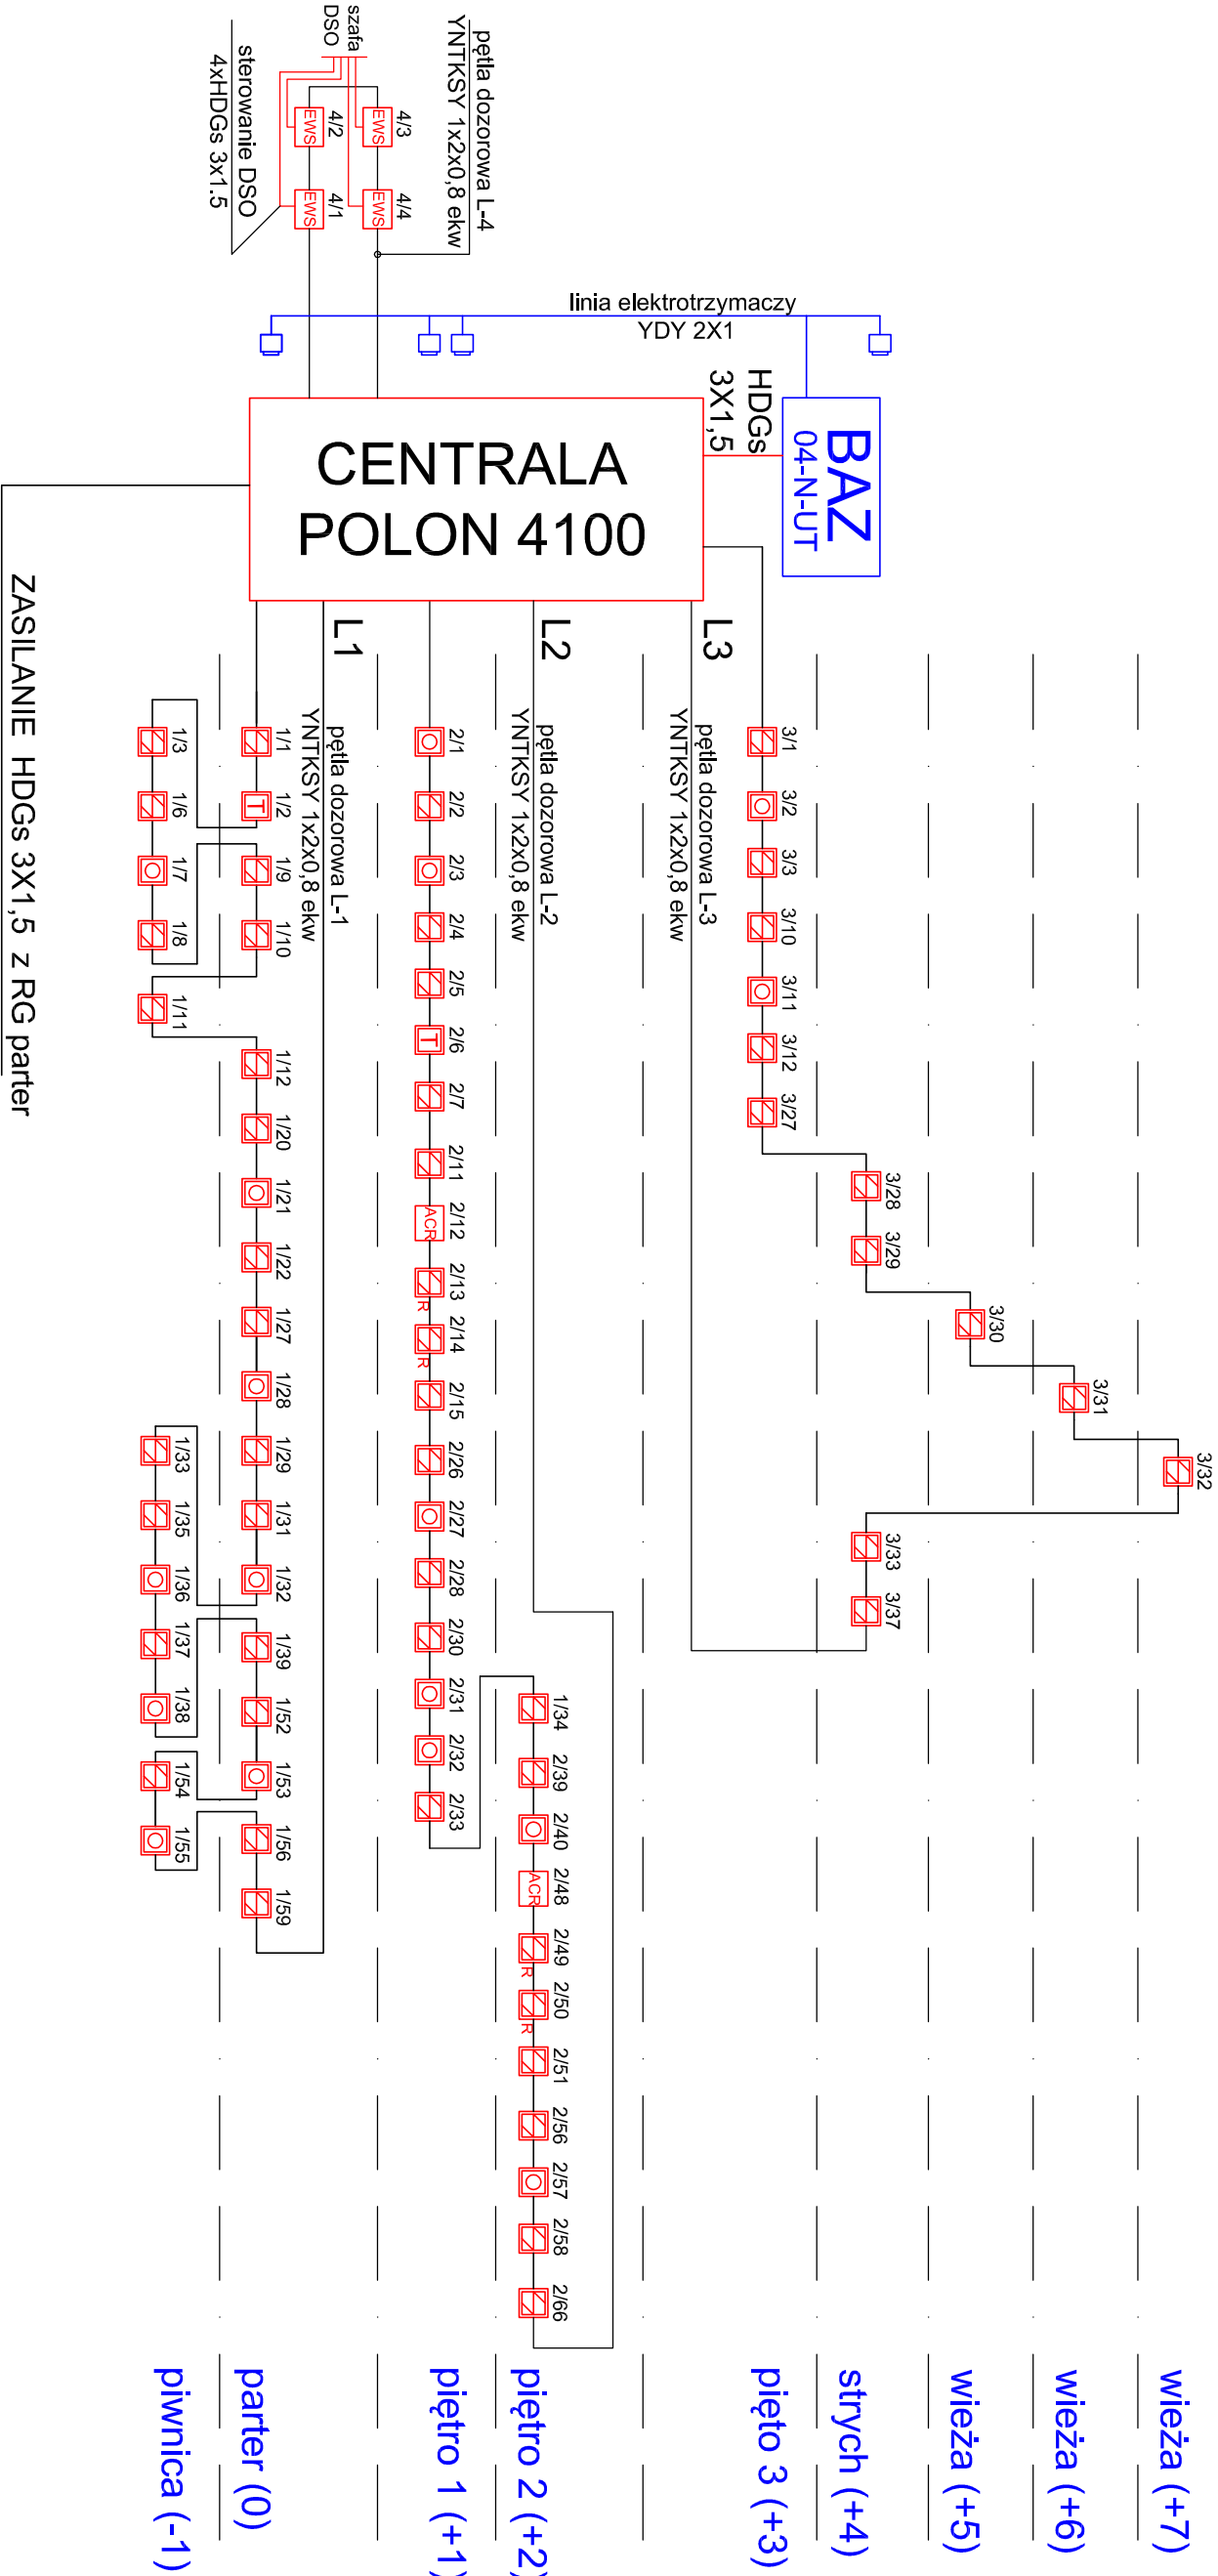 wieża (+7)
wieża (+6)
wieża (+5)
strych (+4)
pięto 3 (+3)
piętro 2 (+2)
piętro 1 (+1)
parter (0)
piwnica (-1)
pętla dozorowa L-4
YNTKSY 1x2x0,8 ekw
szafa
DSO
4/3
4/4
EWS
EWS
4/2
4/1
EWS
EWS
sterowanie DSO
4xHDGs 3x1.5
linia elektrotrzymaczy
YDY 2X1
BAZ
04-N-UT
HDGs
3X1,5
CENTRALA
POLON 4100
ZASILANIE HDGs 3X1,5 z RG parter
L3
pętla dozorowa L-3
YNTKSY 1x2x0,8 ekw
3/1
3/2
3/3
3/10
3/11
3/12
3/27
3/28
3/29
3/30
3/31
3/32
3/33
3/37
L2
pętla dozorowa L-2
YNTKSY 1x2x0,8 ekw
2/1
2/2
2/3
2/4
2/5
2/6
T
2/7
2/11
2/12
ACR
2/13
R
2/14
R
2/15
2/26
2/27
2/28
2/30
2/31
2/32
2/33
1/34
2/39
2/40
2/48
ACR
2/49
R
2/50
R
2/51
2/56
2/57
2/58
2/66
L1
pętla dozorowa L-1
YNTKSY 1x2x0,8 ekw
1/1
1/2
T
1/3
1/6
1/7
1/8
1/9
1/10
1/11
1/12
1/20
1/21
1/22
1/27
1/28
1/29
1/31
1/32
1/33
1/35
1/36
1/37
1/38
1/39
1/52
1/53
1/54
1/55
1/56
1/59